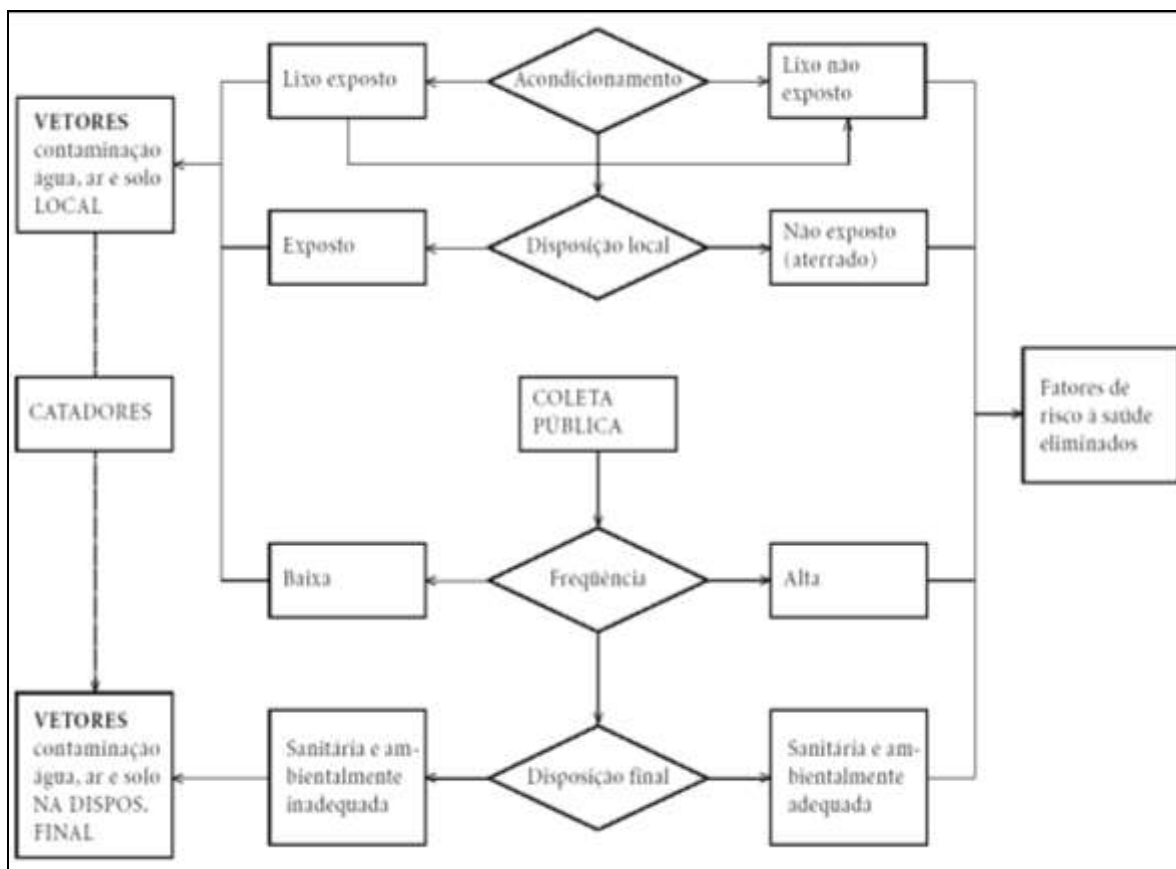 Lixo exposto
Acondicionamento
Lixo não
exposto
VETORES
contaminação
água, ar e solo
LOCAL
Exposto
Disposição local
Não exposto
(aterrado)
CATADORES
COLETA
PÚBLICA
Fatores de
risco à saúde
eliminados
Baixa
Freqüência
Alta
VETORES
contaminação
água, ar e solo
NA DISPOS.
FINAL
Sanitária e am-
bientalmente
inadequada
Disposição final
Sanitária e am-
bientalmente
adequada